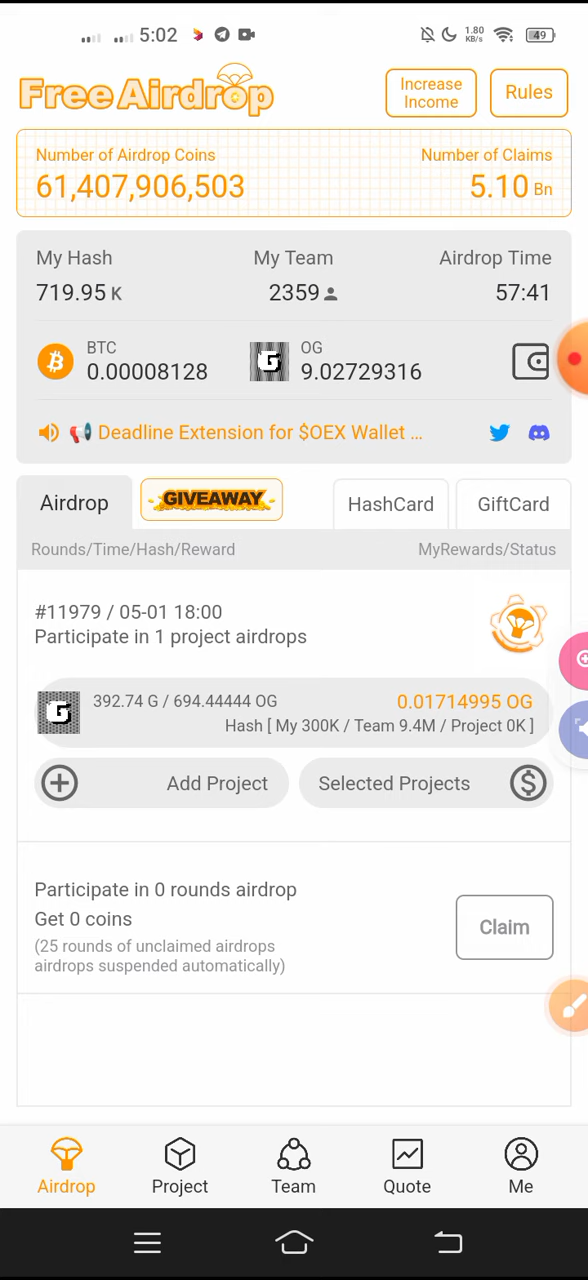 5:02
1.80
KB/s
49
Free Airdrop
Increase
Income
Rules
Number of Airdrop Coins
Number of Claims
61,407,906,503
5.10 Bn
My Hash
My Team
Airdrop Time
719.95 K
2359
57:41
BTC
0.00008128
G
OG
9.02729316
Deadline Extension for $OEX Wallet ...
Airdrop
GIVEAWAY
HashCard
GiftCard
Rounds/Time/Hash/Reward
MyRewards/Status
#11979 / 05-01 18:00
Participate in 1 project airdrops
G
392.74 G / 694.44444 OG
0.01714995 OG
Hash [ My 300K / Team 9.4M / Project 0K ]
Add Project
Selected Projects
Participate in 0 rounds airdrop
Get 0 coins
(25 rounds of unclaimed airdrops
airdrops suspended automatically)
Claim
Airdrop
Project
Team
Quote
Me